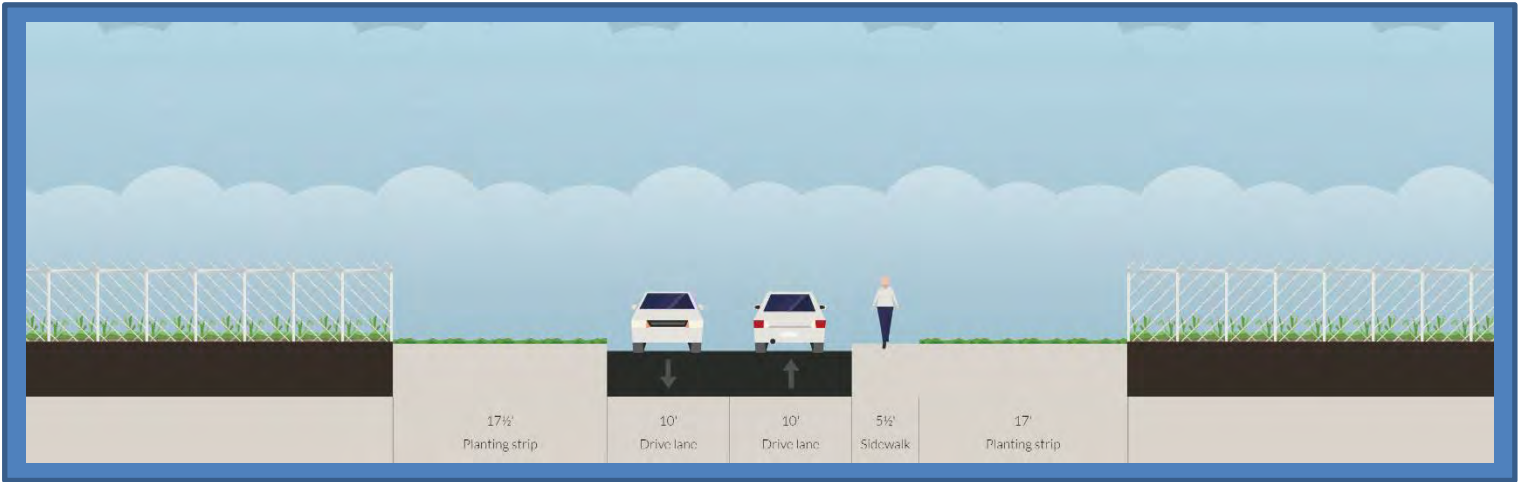 17½'
Planting strip
10'
Drive lane
10'
Drive lane
5½'
Sidewalk
17'
Planting strip